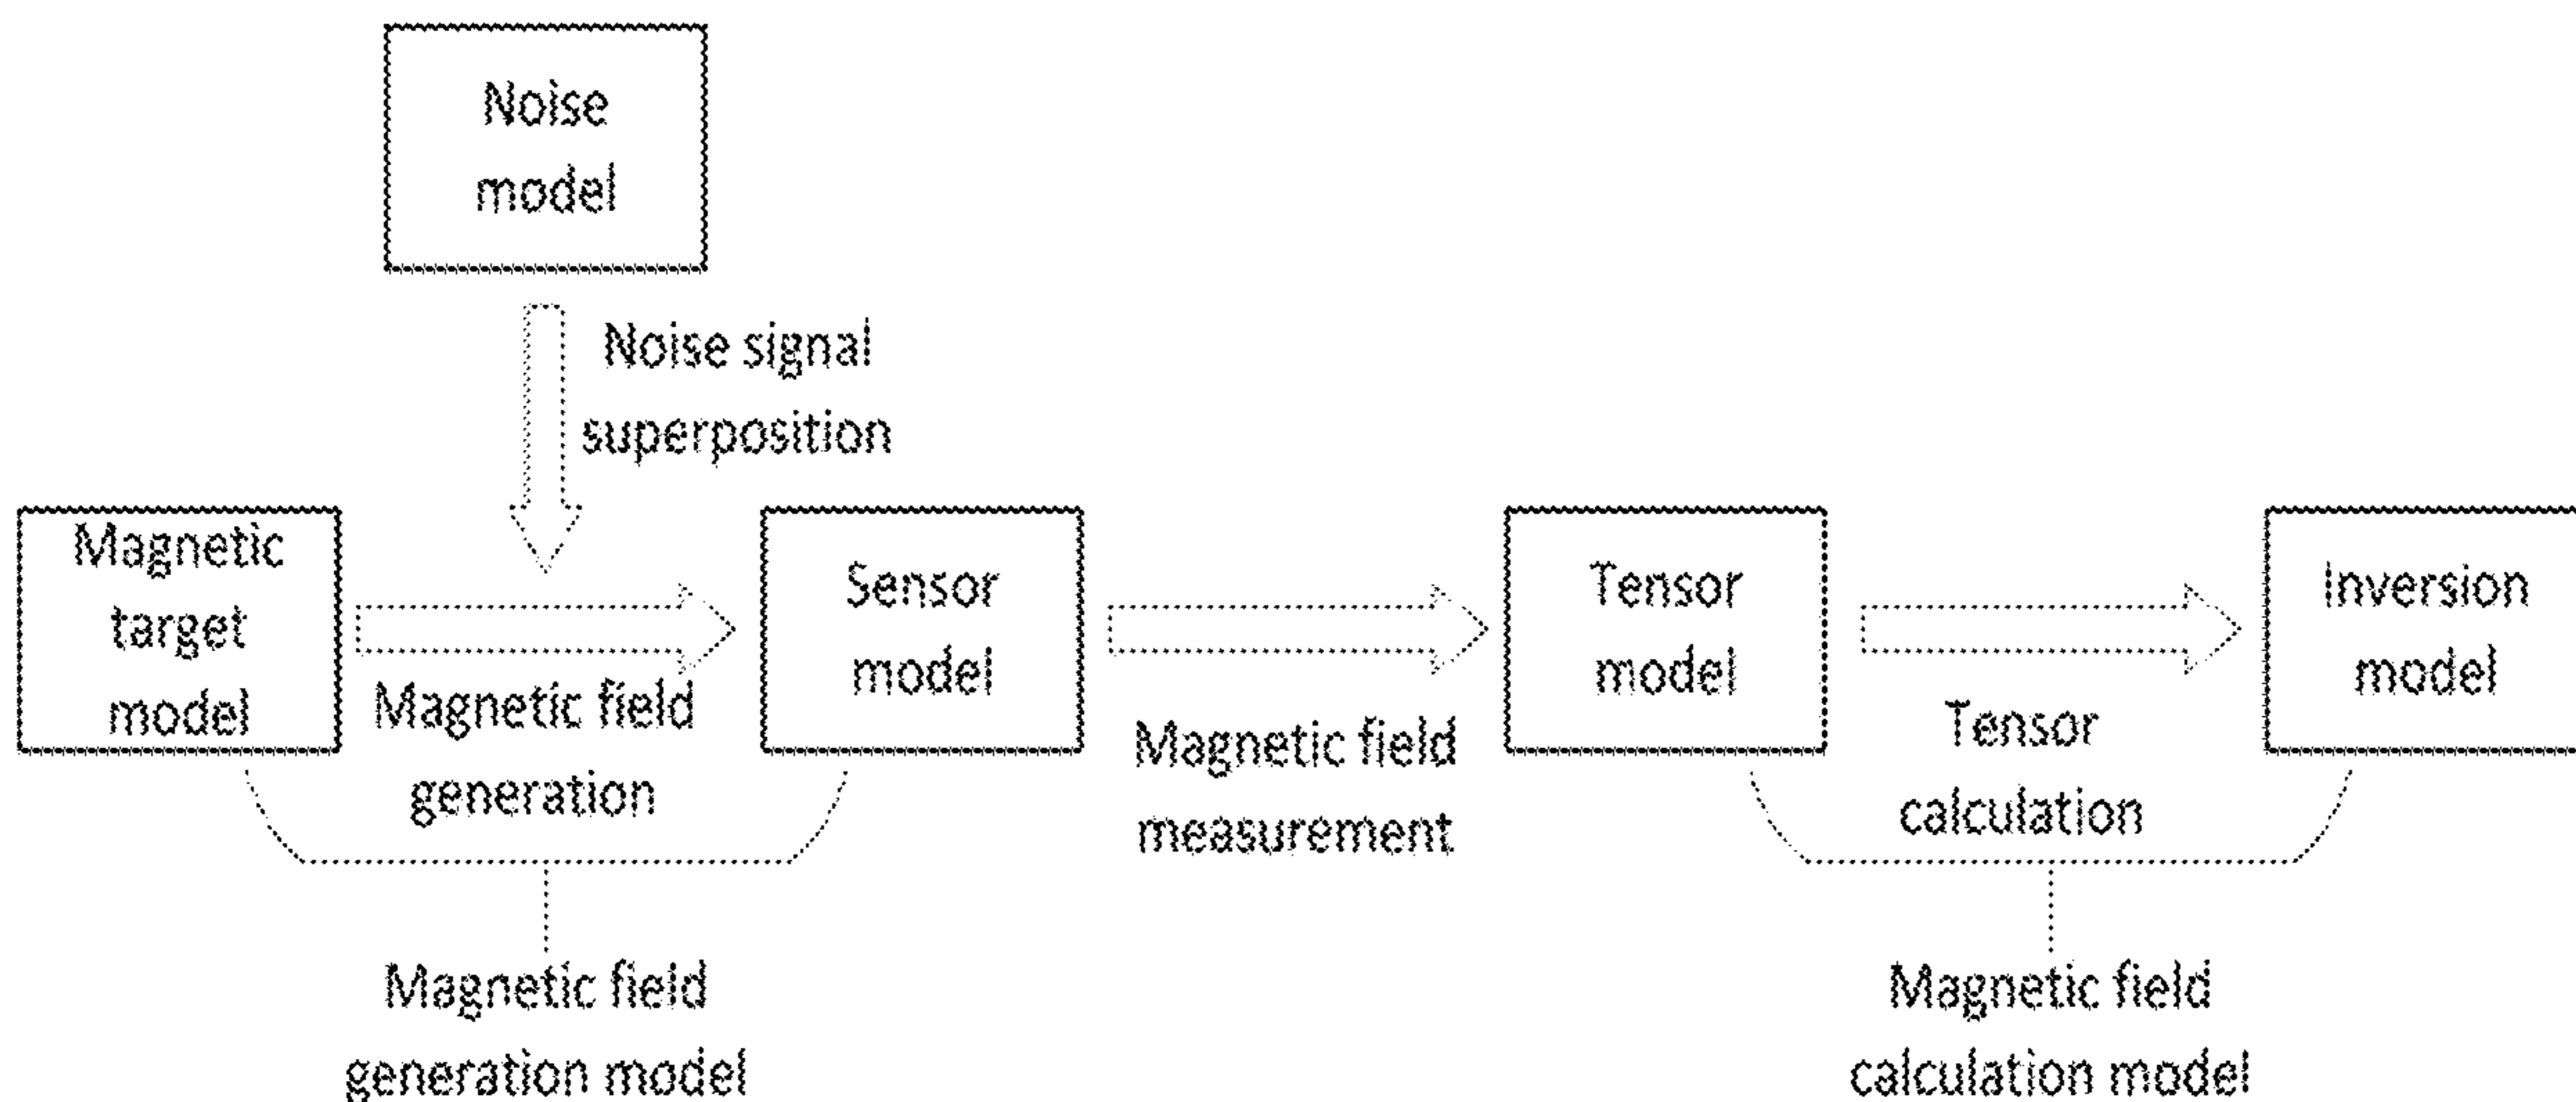 Noise
model
Noise signal
superposition
Magnetic
target
model
Magnetic field
generation
Sensor
model
Magnetic field
measurement
Tensor
model
Tensor
calculation
Inversion
model
Magnetic field
generation model
Magnetic field
calculation model